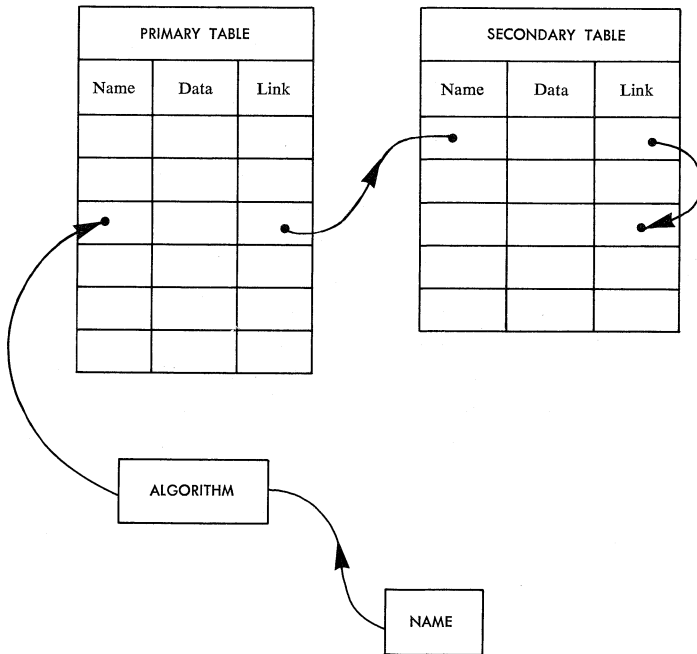 PRIMARY TABLE
Name Data Link
SECONDARY TABLE
Name Data Link
ALGORITHM
NAME